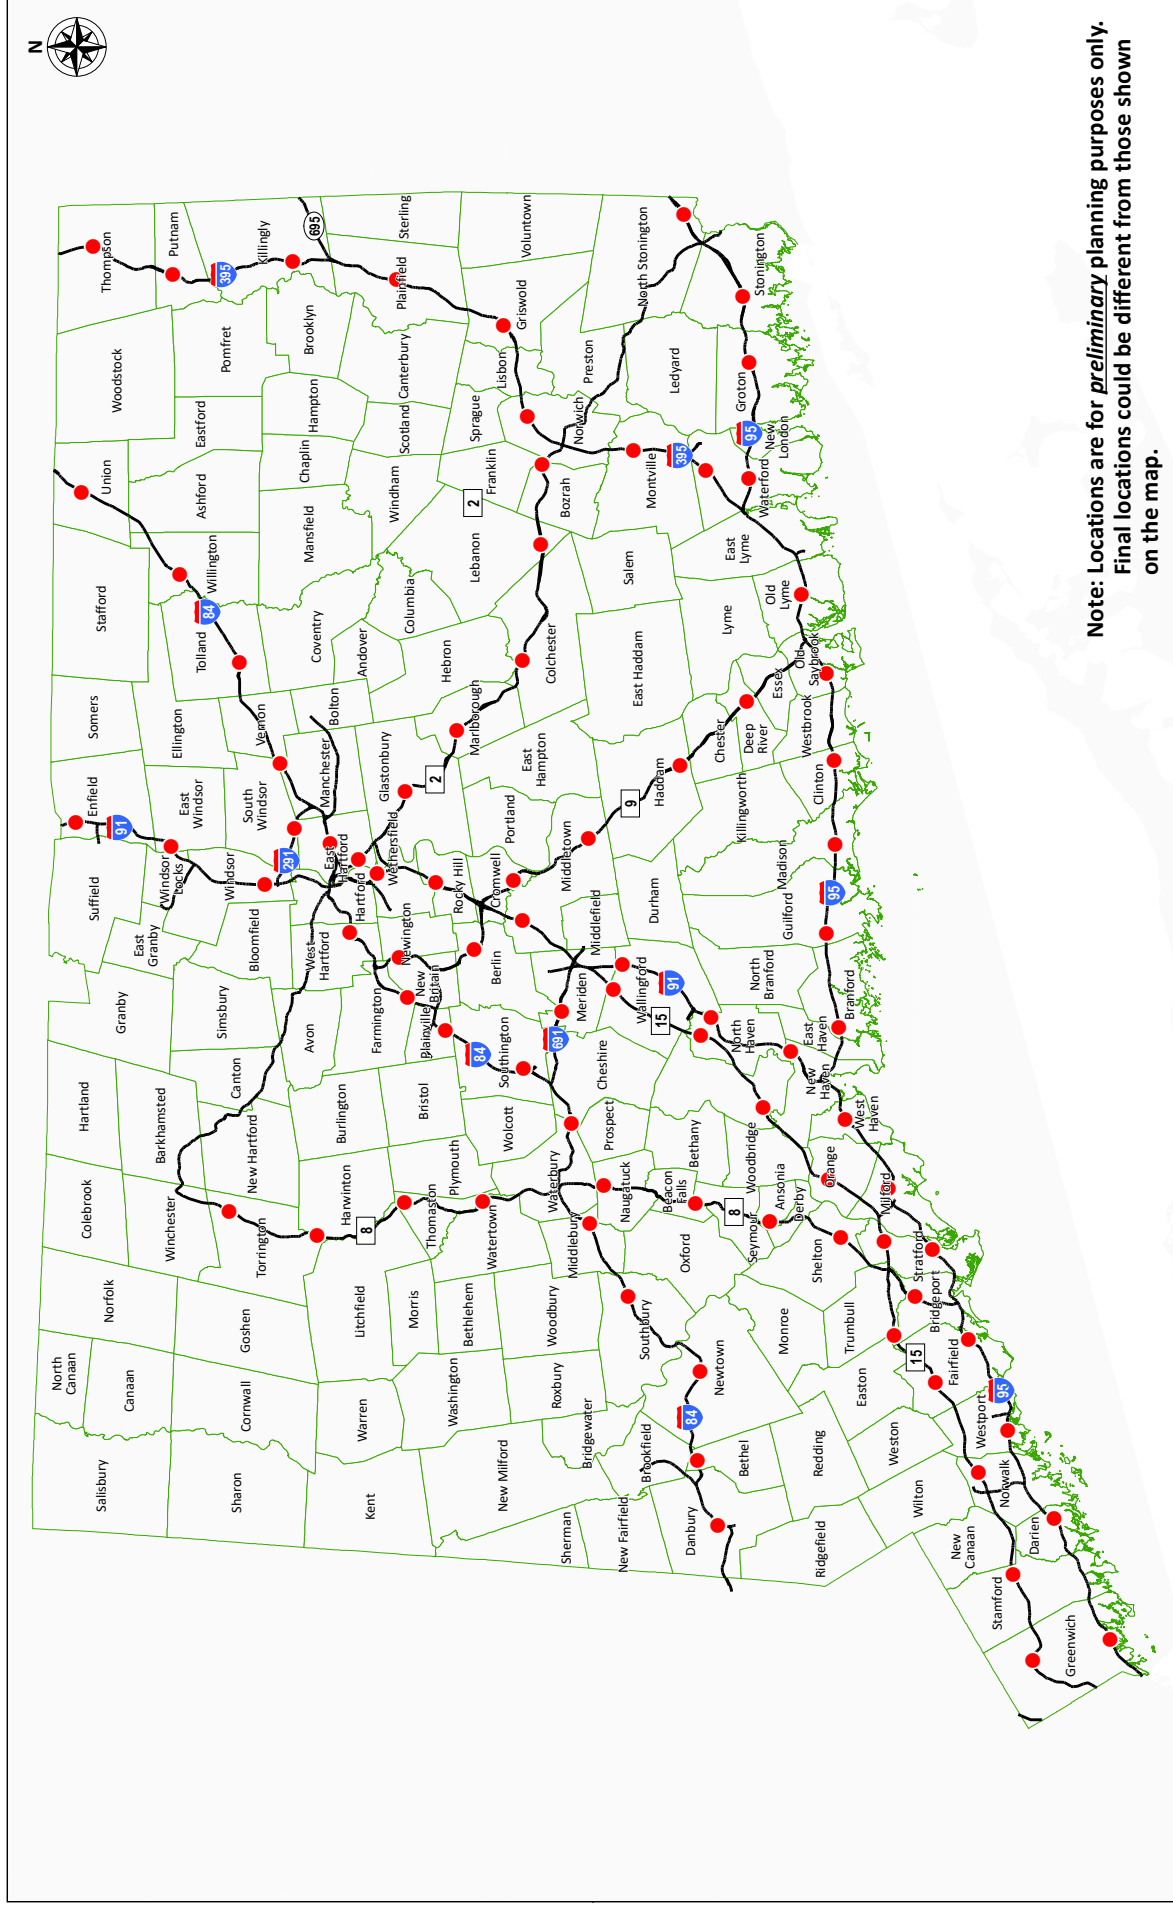 N
North
Canaan
Salisbury
Canaan
Norfolk
Colebrook
Hartland
Granby
Suffield
Enfield
Somers
Stafford
Union
Woodstock
Thompson
Winchester
Barkhamsted
East
Granby
Windsor
Locks
East
Windsor
Ellington
91
Putnam
Sharon
Cornwall
Goshen
Torrington
New Hartford
Canton
Simsbury
Bloomfield
Windsor
South
Windsor
Vernon
Tolland
84
Willington
Ashford
Eastford
Pomfret
395
Killingly
291
695
Kent
Warren
Litchfield
Harwinton
8
Burlington
Avon
West
Hartford
Hartford
East
Hartford
Manchester
Bolton
Andover
Coventry
Mansfield
Chaplin
Hampton
Brooklyn
Washington
Morris
Thomaston
Plymouth
Bristol
Farmington
Plainville
New
Britain
Newington
Wethersfield
Glastonbury
2
Hebron
Columbia
Windham
Scotland
Canterbury
Plainfield
Sterling
New Milford
Roxbury
Bethlehem
Watertown
Wolcott
Southington
84
Berlin
Cromwell
Rocky Hill
Portland
East
Hampton
Marlborough
Lebanon
2
Franklin
Sprague
Lisbon
Griswold
Voluntown
Sherman
Bridgewater
Woodbury
Middlebury
Waterbury
691
Meriden
Middlefield
Middletown
Colchester
Bozrah
Norwich
Preston
New Fairfield
Brookfield
Southbury
Naugatuck
Prospect
Cheshire
Wallingford
Durham
9
Haddam
East Haddam
Salem
Montville
395
Ledyard
North Stonington
Danbury
84
Newtown
Oxford
Beacon
Falls
Bethany
15
91
Bethel
Seymour
8
Woodbridge
North
Haven
North
Branford
Killingworth
Chester
Deep
River
Essex
Lyme
East
Lyme
Waterford
New
London
95
Groton
Stonington
Ridgefield
Redding
Monroe
Shelton
Derby
Ansonia
New
Haven
East
Haven
Branford
Guilford
Madison
95
Clinton
Westbrook
Old
Saybrook
Old
Lyme
Easton
Trumbull
Orange
West
Haven
Wilton
Weston
15
Stratford
Milford
New
Canaan
Fairfield
Bridgeport
Stamford
Darien
Norwalk
Westport
95
Greenwich
Note: Locations are for preliminary planning purposes only.
Final locations could be different from those shown
on the map.